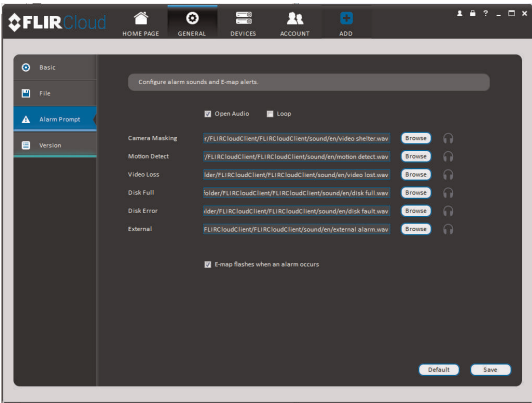 FLIRCloud
HOME PAGE GENERAL DEVICES ACCOUNT ADD
Basic
File
Alarm Prompt
Version
Configure alarm sounds and E-map alerts.
Open Audio Loop
Camera Masking r/FLIRCloudClient/FLIRCloudClient/sound/en/video shelter.wav Browse
Motion Detect /FLIRCloudClient/FLIRCloudClient/sound/en/motion detect.wav Browse
Video Loss lder/FLIRCloudClient/FLIRCloudClient/sound/en/video lost.wav Browse
Disk Full folder/FLIRCloudClient/FLIRCloudClient/sound/en/disk full.wav Browse
Disk Error lder/FLIRCloudClient/FLIRCloudClient/sound/en/disk fault.wav Browse
External FLIRCloudClient/FLIRCloudClient/sound/en/external alarm.wav Browse
E-map flashes when an alarm occurs
Default Save